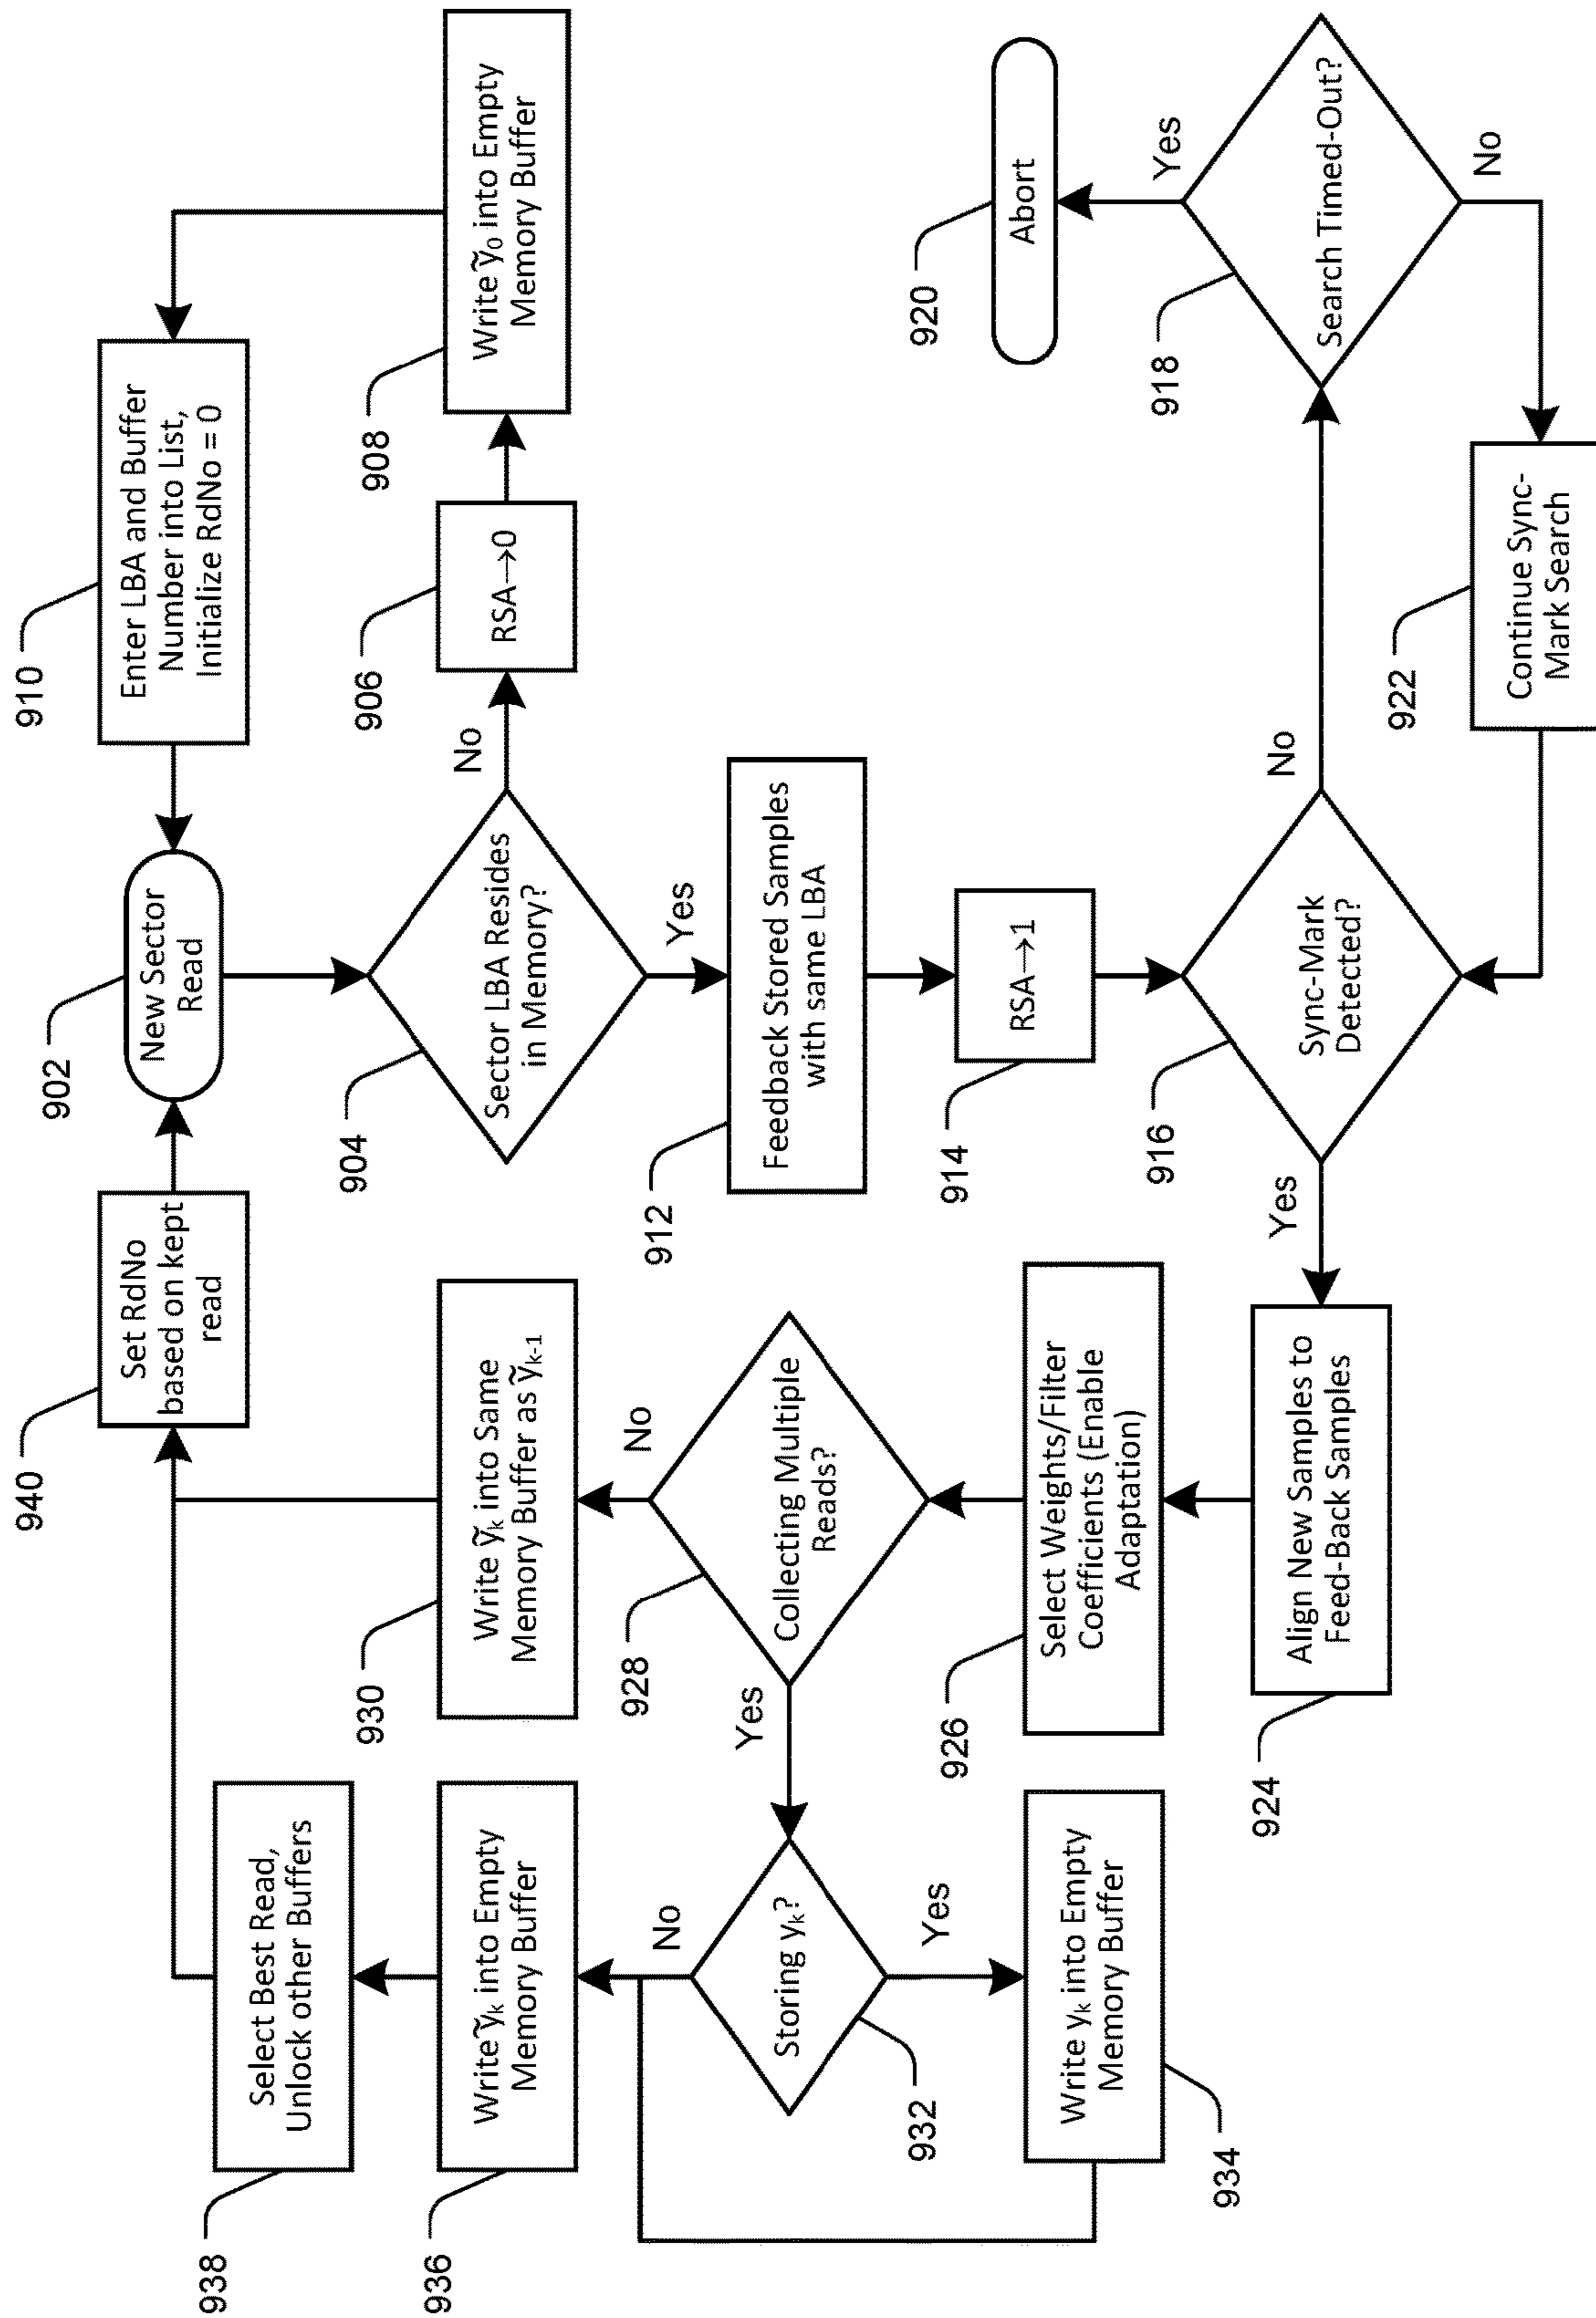 902
New Sector
Read
904
Sector LBA Resides
in Memory?
No
906
RSA→0
908
Write ỹ₀ into Empty
Memory Buffer
910
Enter LBA and Buffer
Number into List,
Initialize RdNo = 0
Yes
912
Feedback Stored Samples
with same LBA
914
RSA→1
916
Sync-Mark
Detected?
No
918
Search Timed-Out?
Yes
920
Abort
No
922
Continue Sync-
Mark Search
Yes
924
Align New Samples to
Feed-Back Samples
926
Select Weights/Filter
Coefficients (Enable
Adaptation)
928
Collecting Multiple
Reads?
No
930
Write ỹₖ into Same
Memory Buffer as ỹₖ₋₁
Yes
932
Storing yₖ?
Yes
934
Write yₖ into Empty
Memory Buffer
No
936
Write ỹₖ into Empty
Memory Buffer
938
Select Best Read,
Unlock other Buffers
940
Set RdNo
based on kept
read